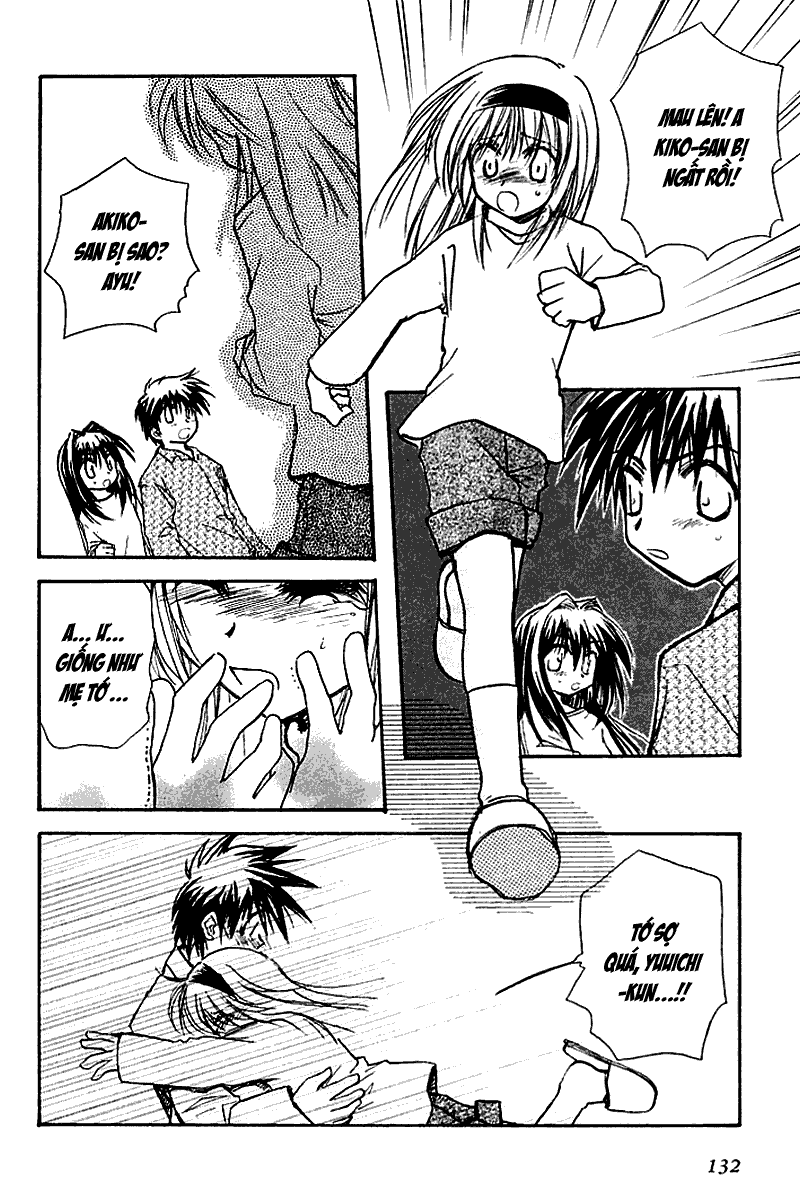 MAU LÊN! A
KIKO-SAN BỊ
NGẤT RỒI!
AKIKO-
SAN BỊ SAO?
AYU!
A... Ư...
GIỐNG NHƯ
MẸ TỚ ...
TỚ SỢ
QUÁ, YUUICHI
-KUN....!!
132